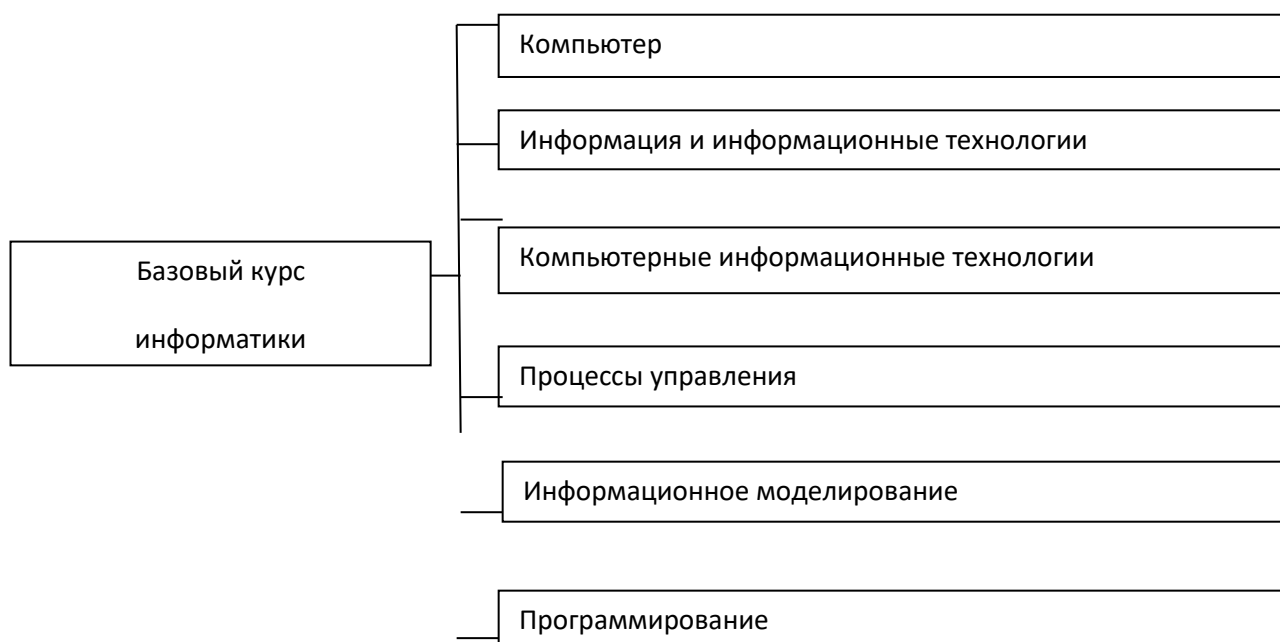 Компьютер
Информация и информационные технологии
Компьютерные информационные технологии
Базовый курс
информатики
Процессы управления
Информационное моделирование
Программирование